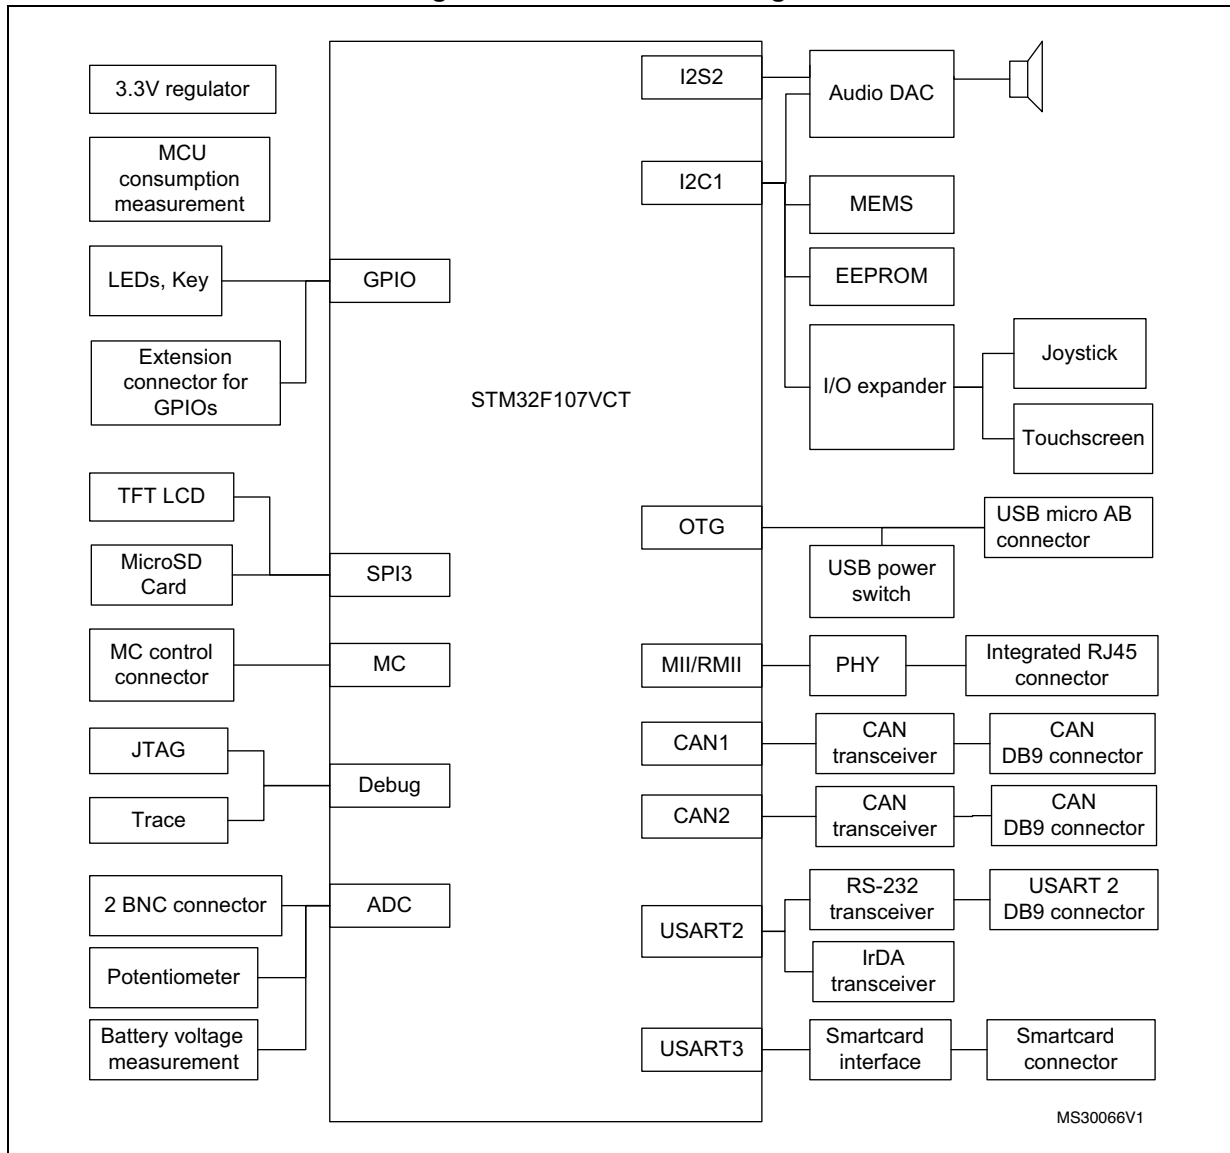 3.3V regulator
MCU
consumption
measurement
LEDs, Key
Extension
connector for
GPIOs
TFT LCD
MicroSD
Card
MC control
connector
JTAG
Trace
2 BNC connector
Potentiometer
Battery voltage
measurement
GPIO
SPI3
MC
Debug
ADC
STM32F107VCT
I2S2
I2C1
OTG
MII/RMII
CAN1
CAN2
USART2
USART3
Audio DAC
MEMS
EEPROM
I/O expander
Joystick
Touchscreen
USB micro AB
connector
USB power
switch
PHY
Integrated RJ45
connector
CAN
transceiver
CAN
DB9 connector
CAN
transceiver
CAN
DB9 connector
RS-232
transceiver
USART 2
DB9 connector
IrDA
transceiver
Smartcard
interface
Smartcard
connector
MS30066V1